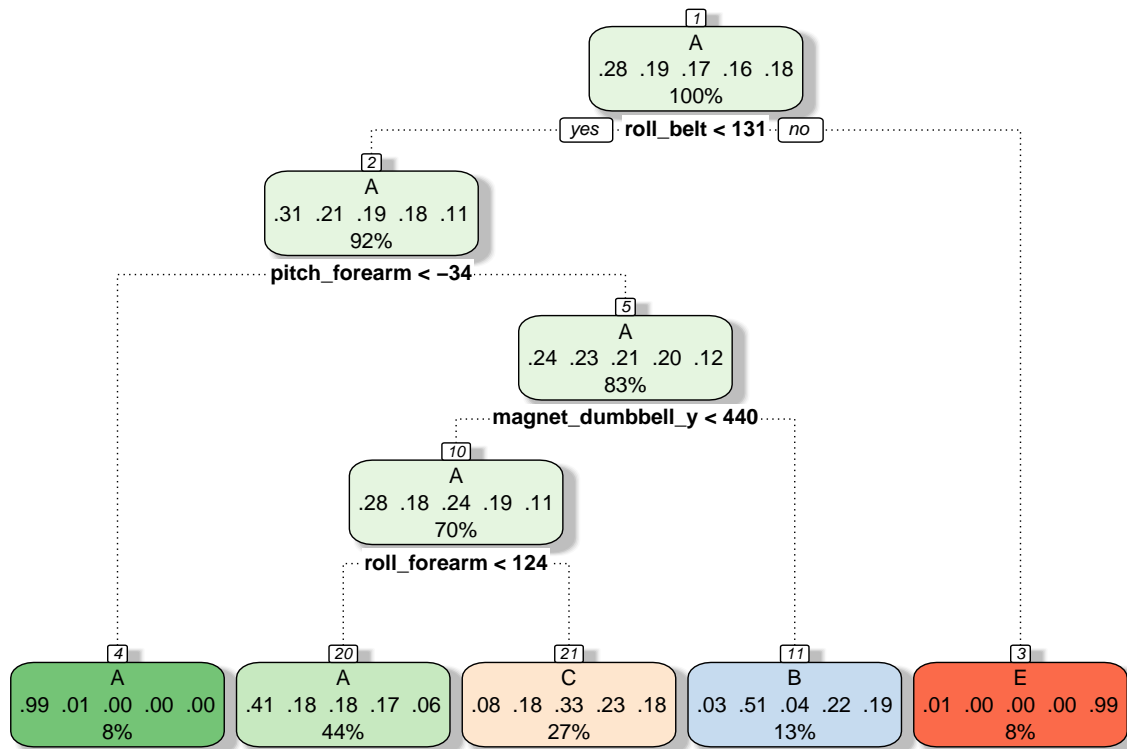 1
A
.28 .19 .17 .16 .18
100%
yes roll_belt < 131 no
2
A
.31 .21 .19 .18 .11
92%
pitch_forearm < −34
5
A
.24 .23 .21 .20 .12
83%
magnet_dumbbell_y < 440
10
A
.28 .18 .24 .19 .11
70%
roll_forearm < 124
4
A
.99 .01 .00 .00 .00
8%
20
A
.41 .18 .18 .17 .06
44%
21
C
.08 .18 .33 .23 .18
27%
11
B
.03 .51 .04 .22 .19
13%
3
E
.01 .00 .00 .00 .99
8%